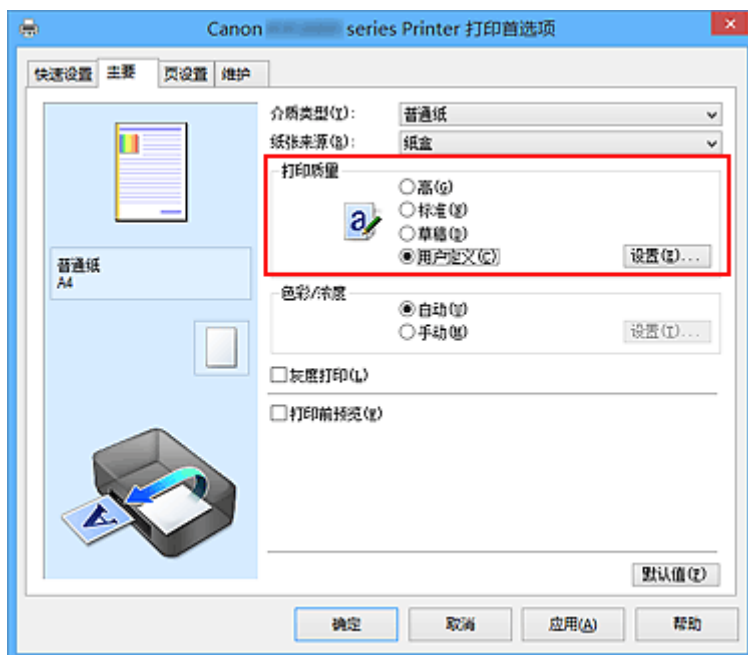 Canon series Printer 打印首选项
快速设置 主要 页设置 维护
介质类型(Y): 普通纸
纸张来源(R): 纸盒
打印质量
高(G)
标准(S)
a
草稿(D)
用户定义(C) 设置(E)...
普通纸
A4
色彩/浓度
自动(U)
手动(M) 设置(T)...
灰度打印(L)
打印前预览(V)
A
默认值(F)
确定 取消 应用(A) 帮助